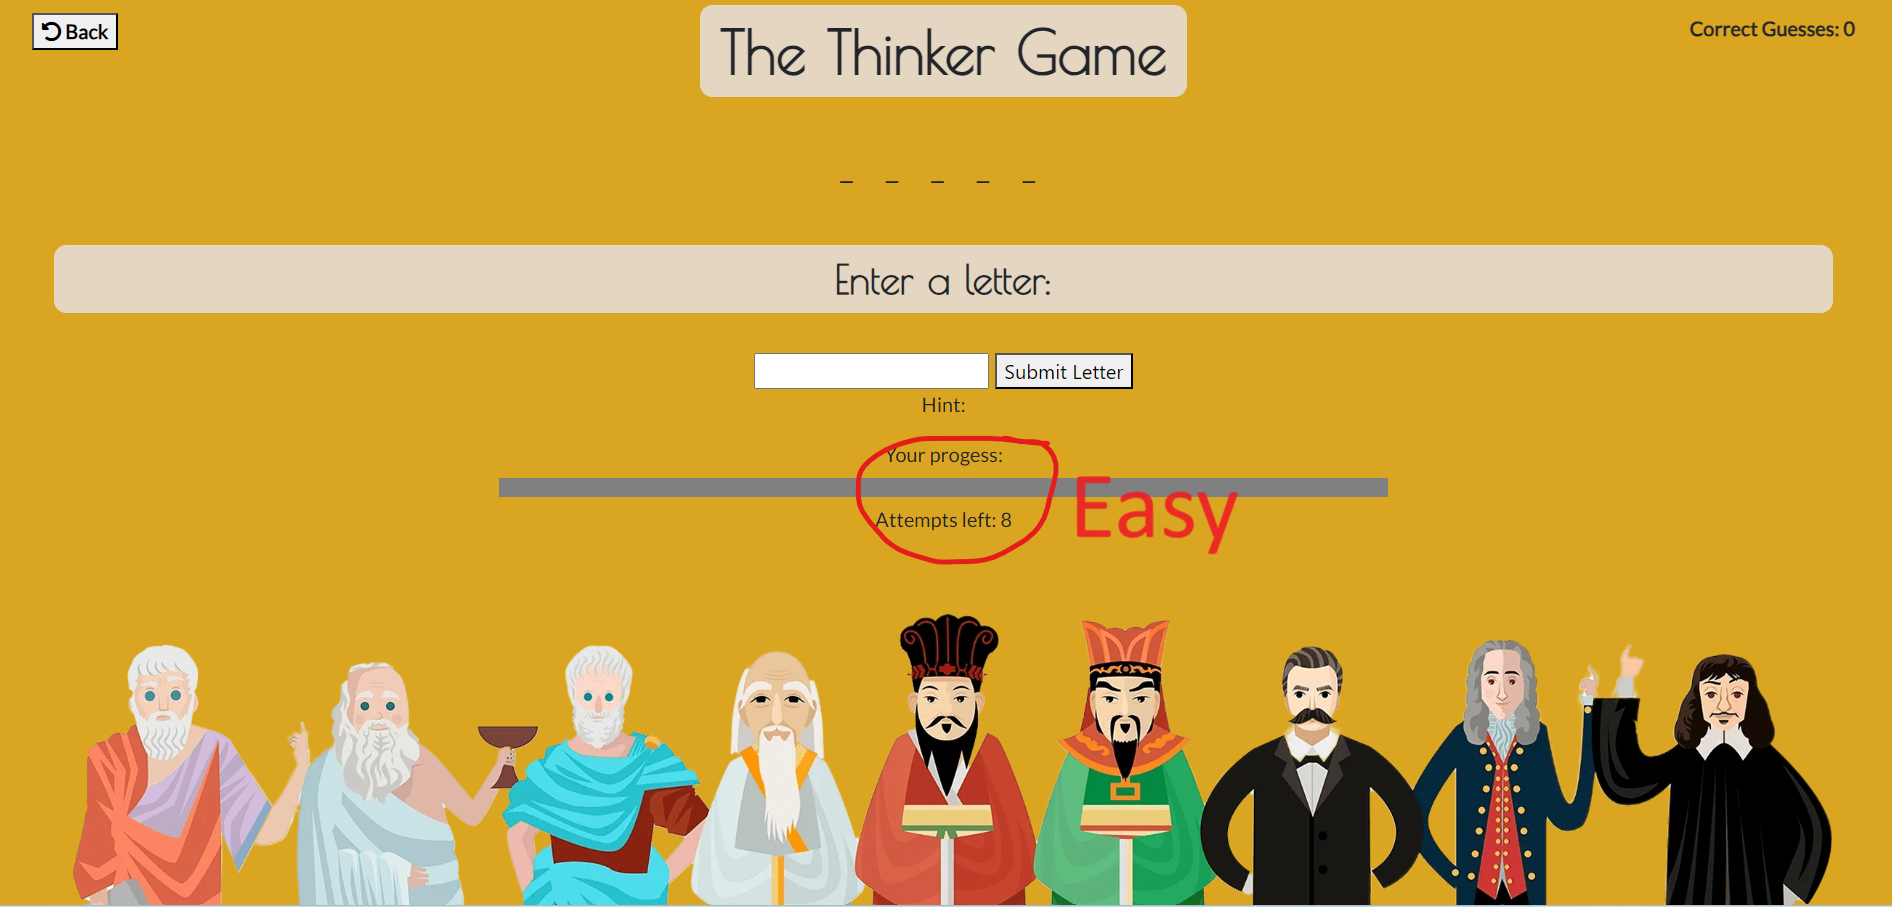 Back
The Thinker Game
Correct Guesses: 0
_ _ _ _ _
Enter a letter:
Submit Letter
Hint:
Your progess:
Easy
Attempts left: 8